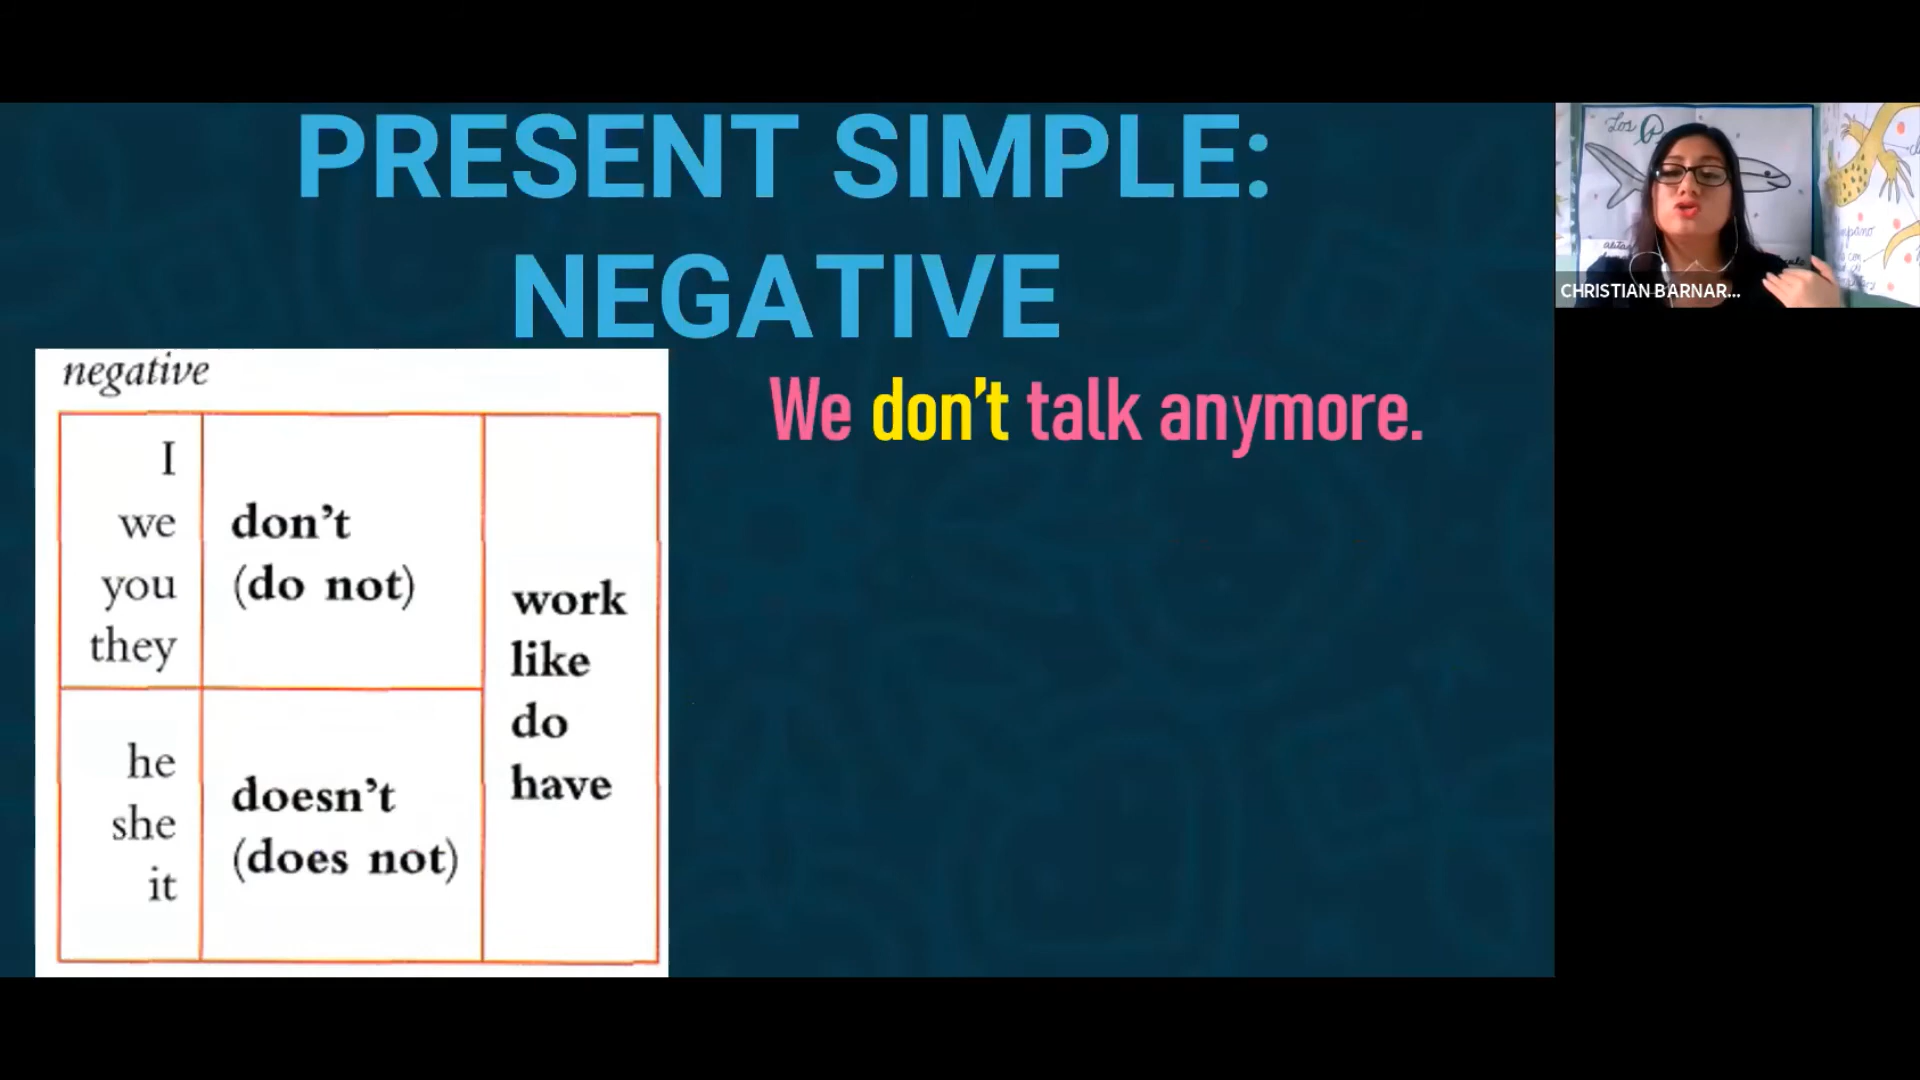 PRESENT SIMPLE:
NEGATIVE
negative
I
we
you
they
don't
(do not)
he
she
it
doesn't
(does not)
work
like
do
have
We don't talk anymore.
Los
CHRISTIAN BARNAR...